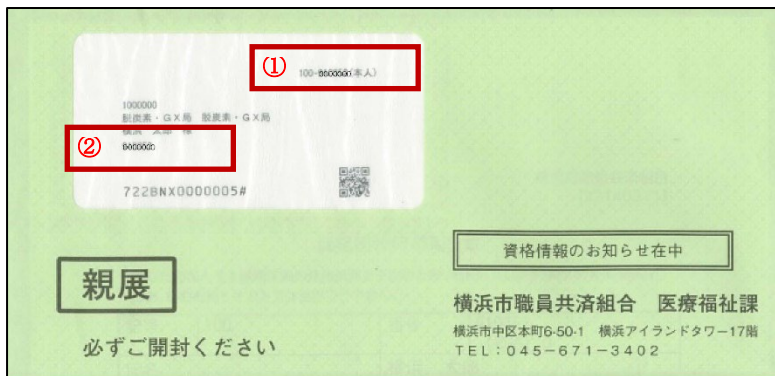 ①
100-0000000(本人)
1000000
脱炭素・GX局 脱炭素・GX局
横浜 太郎 様
②
0000000
722BNX0000005#
資格情報のお知らせ在中
親展
必ずご開封ください
横浜市職員共済組合 医療福祉課
横浜市中区本町6-50-1 横浜アイランドタワー17階
TEL:045-671-3402